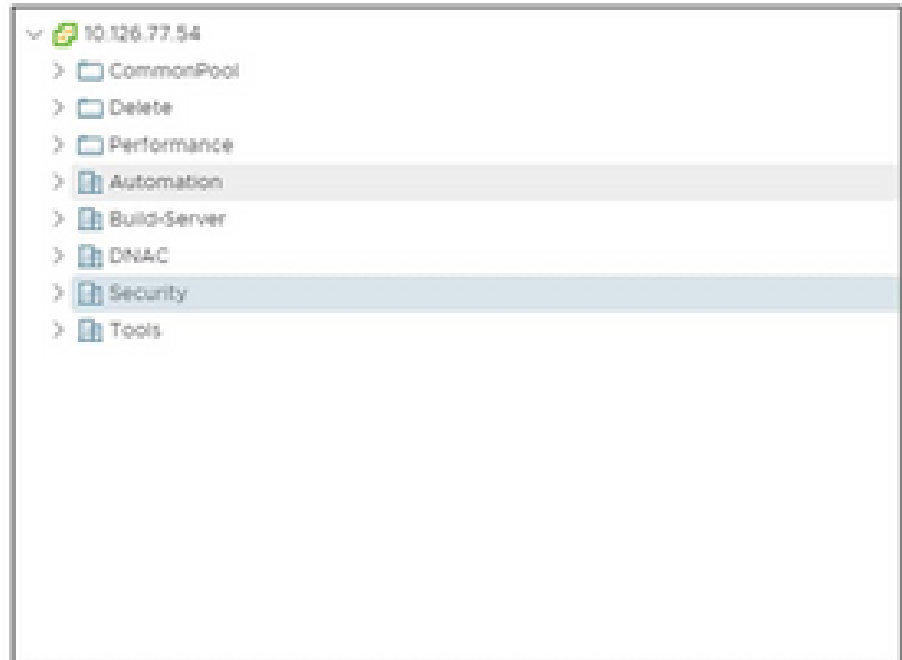 10.126.77.54
CommonPool
Delete
Performance
Automation
Build-Server
DNAC
Security
Tools